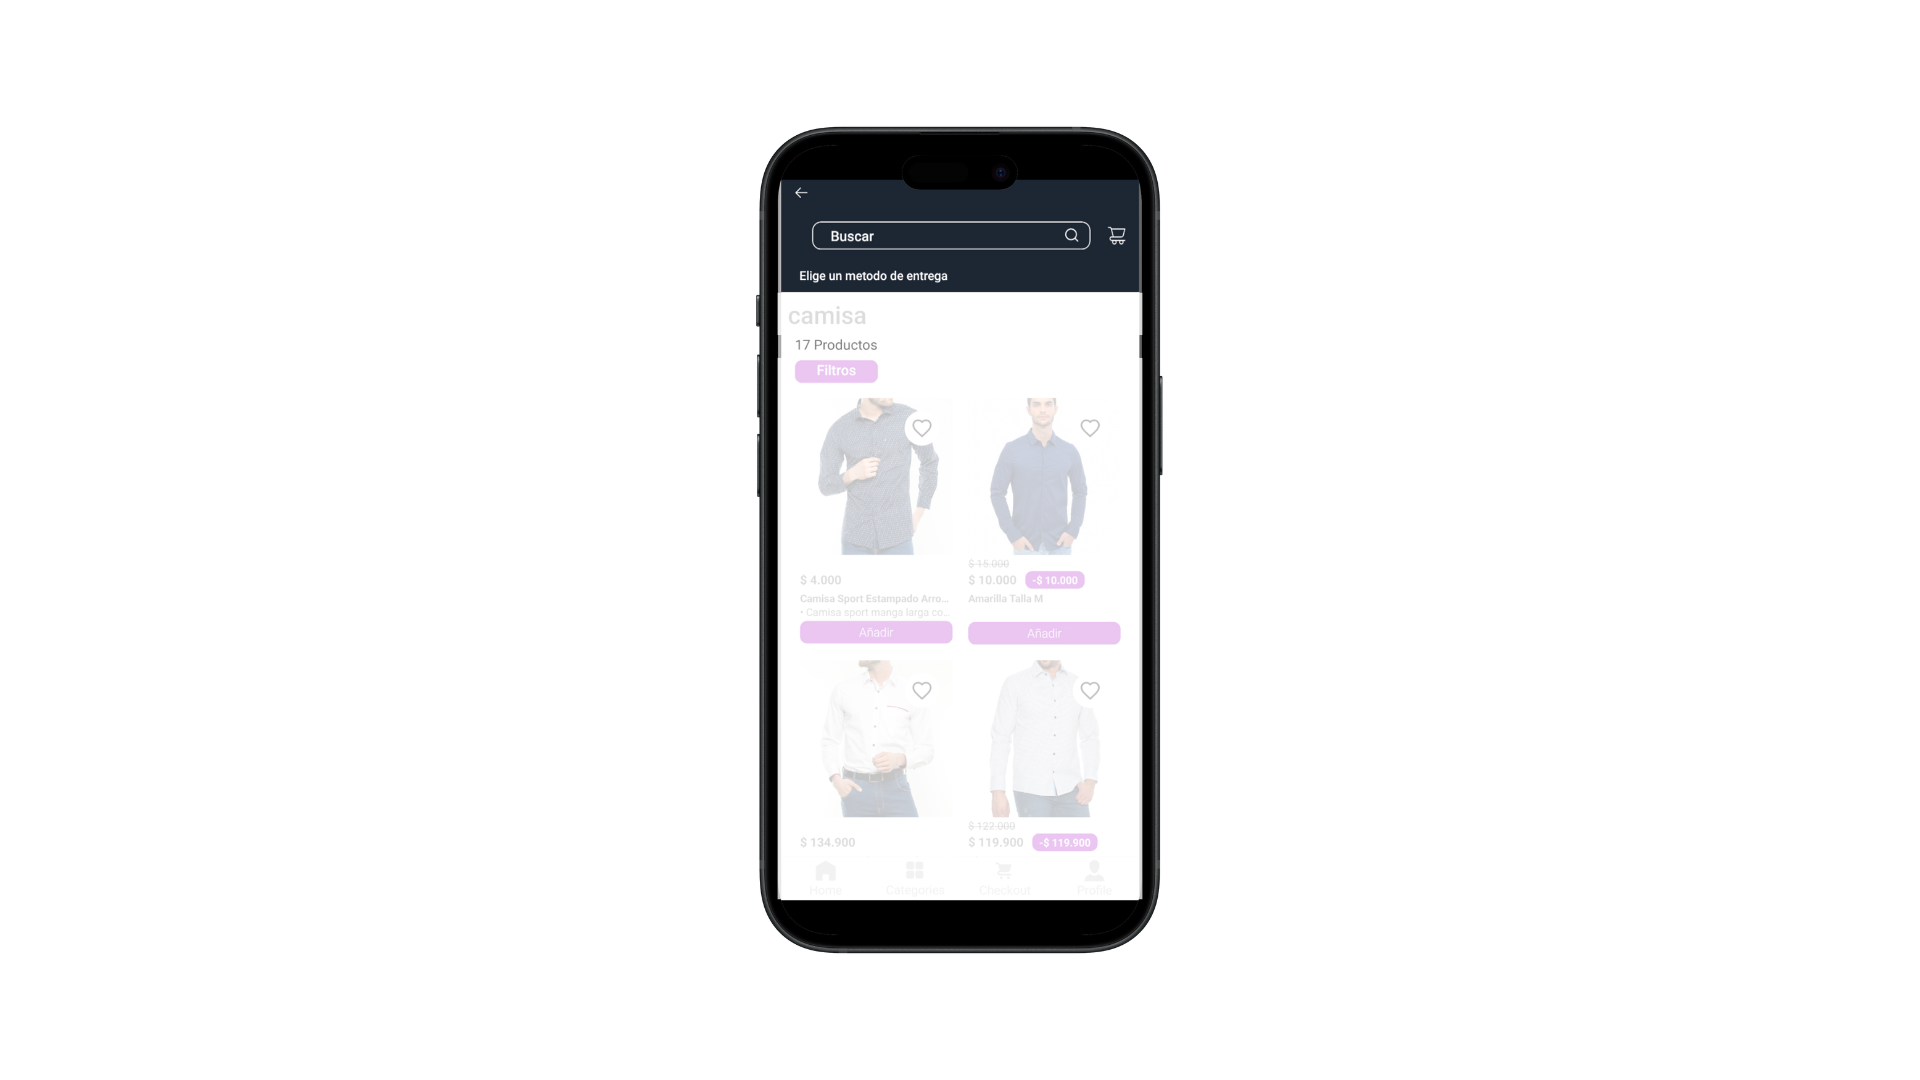 Buscar
Elige un metodo de entrega
camisa
17 Productos
Filtros
$ 15.000
$ 4.000
$ 10.000
-$ 10.000
Camisa Sport Estampado Arro...
Amarilla Talla M
• Camisa sport manga larga co...
Añadir
Añadir
$ 122.000
$ 134.900
$ 119.900
-$ 119.900
Home
Categories
Checkout
Profile